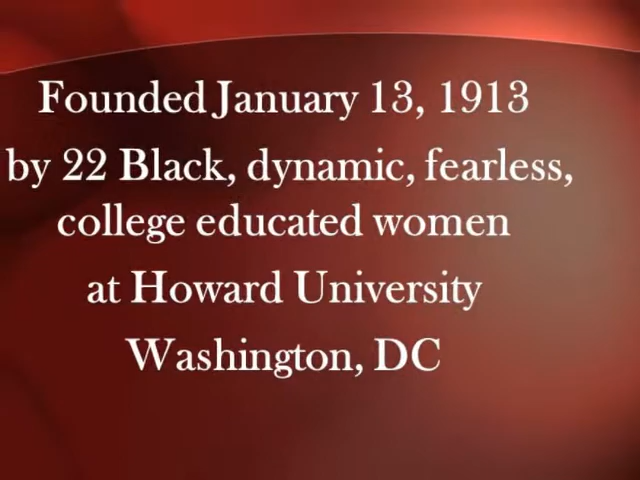 Founded January 13, 1913
by 22 Black, dynamic, fearless,
college educated women
at Howard University
Washington, DC